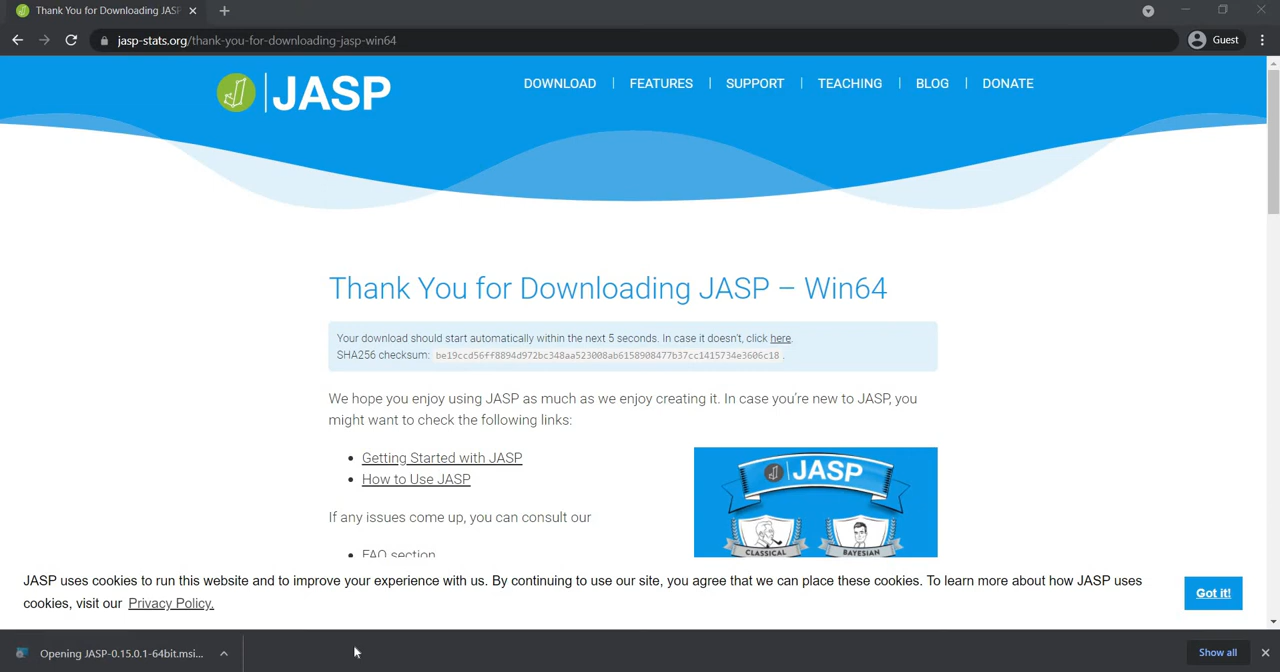 Thank You for Downloading JASP
jasp-stats.org/thank-you-for-downloading-jasp-win64
Guest
JASP
DOWNLOAD | FEATURES | SUPPORT | TEACHING | BLOG | DONATE
Thank You for Downloading JASP – Win64
Your download should start automatically within the next 5 seconds. In case it doesn't, click here.
SHA256 checksum: be19ccd56ff8894d972bc348aa523008ab6158908477b37cc1415734e3606c18 .
We hope you enjoy using JASP as much as we enjoy creating it. In case you're new to JASP, you
might want to check the following links:
• Getting Started with JASP
• How to Use JASP
If any issues come up, you can consult our
• FAQ section
JASP
CLASSICAL
BAYESIAN
JASP uses cookies to run this website and to improve your experience with us. By continuing to use our site, you agree that we can place these cookies. To learn more about how JASP uses
cookies, visit our Privacy Policy.
Got it!
Opening JASP-0.15.0.1-64bit.msi...
Show all